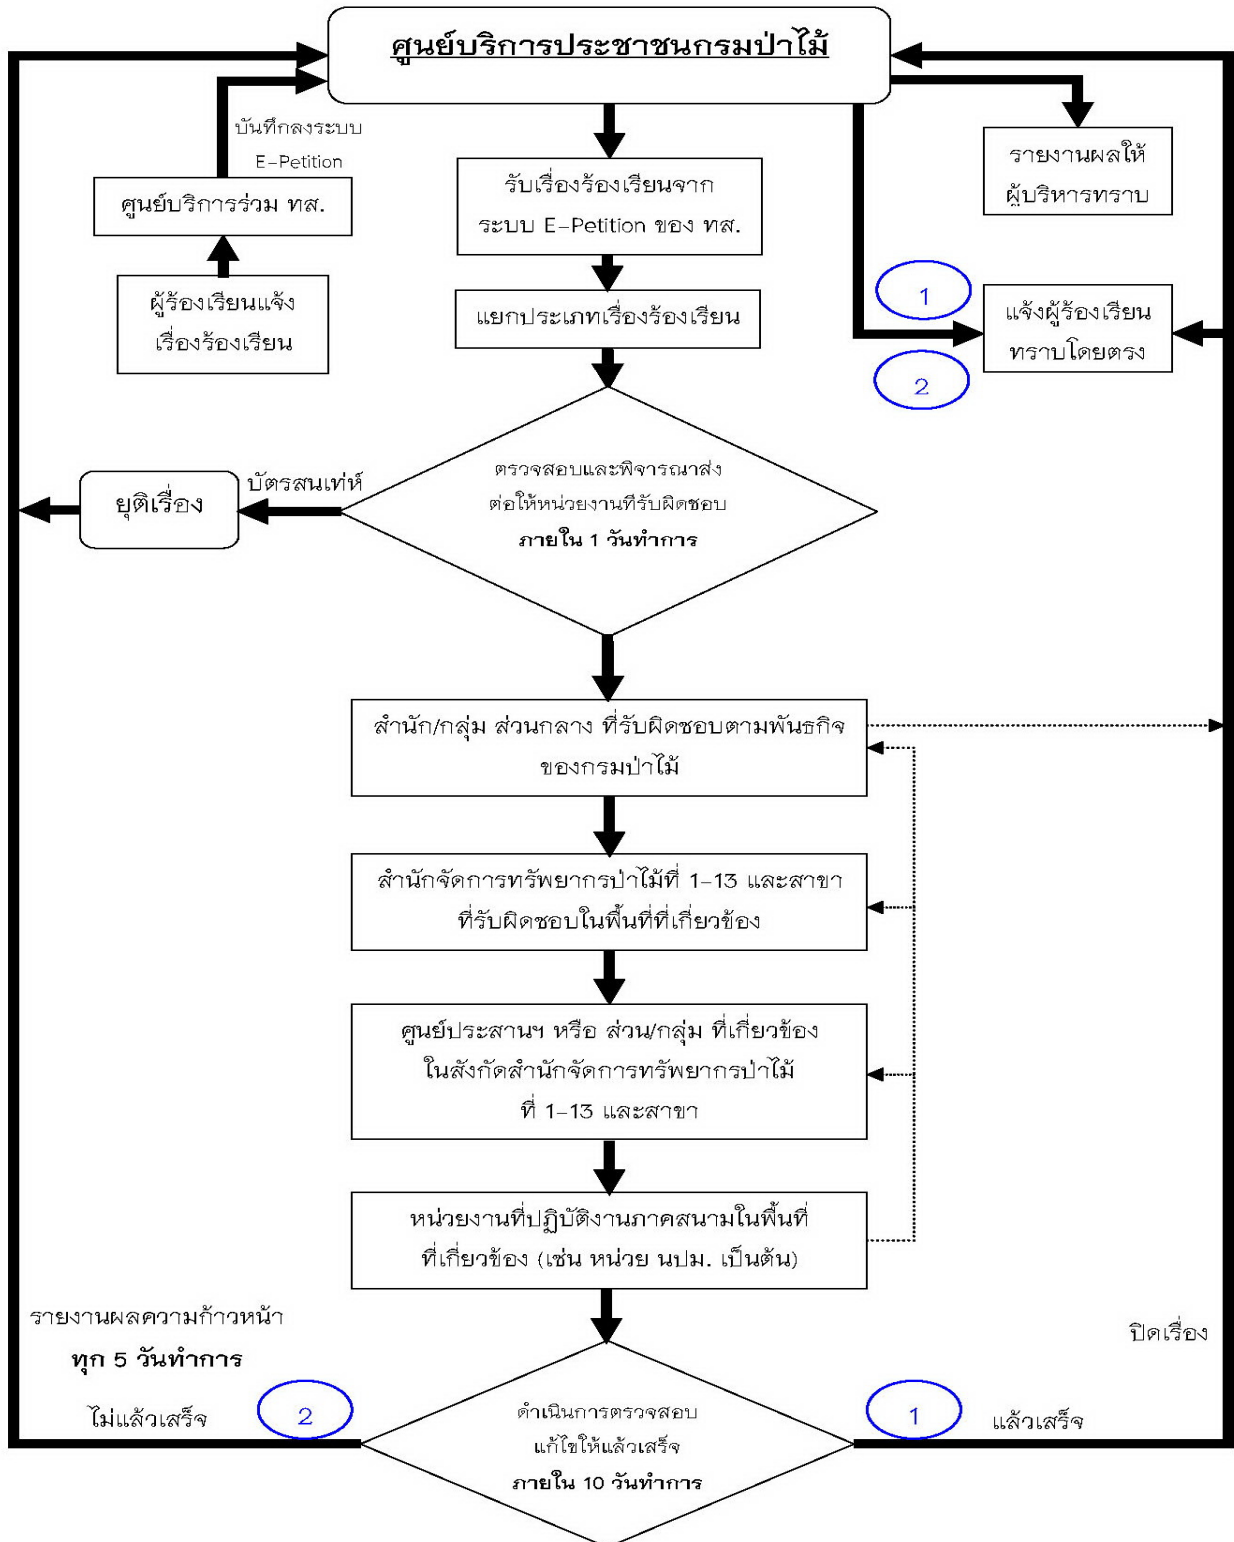 ศูนย์บริการประชาชนกรมป่าไม้
บันทึกลงระบบ
E-Petition
ศูนย์บริการร่วม ทส.
ผู้ร้องเรียนแจ้ง
เรื่องร้องเรียน
รับเรื่องร้องเรียนจาก
ระบบ E-Petition ของ ทส.
แยกประเภทเรื่องร้องเรียน
รายงานผลให้
ผู้บริหารทราบ
1
แจ้งผู้ร้องเรียน
ทราบโดยตรง
2
ตรวจสอบและพิจารณาส่ง
ต่อให้หน่วยงานที่รับผิดชอบ
ภายใน 1 วันทำการ
บัตรสนเท่ห์
ยุติเรื่อง
สำนัก/กลุ่ม ส่วนกลาง ที่รับผิดชอบตามพันธกิจ
ของกรมป่าไม้
สำนักจัดการทรัพยากรป่าไม้ที่ 1-13 และสาขา
ที่รับผิดชอบในพื้นที่ที่เกี่ยวข้อง
ศูนย์ประสานฯ หรือ ส่วน/กลุ่ม ที่เกี่ยวข้อง
ในสังกัดสำนักจัดการทรัพยากรป่าไม้
ที่ 1-13 และสาขา
หน่วยงานที่ปฏิบัติงานภาคสนามในพื้นที่
ที่เกี่ยวข้อง (เช่น หน่วย นปม. เป็นต้น)
รายงานผลความก้าวหน้า
ทุก 5 วันทำการ
ไม่แล้วเสร็จ
2
ดำเนินการตรวจสอบ
แก้ไขให้แล้วเสร็จ
ภายใน 10 วันทำการ
1
แล้วเสร็จ
ปิดเรื่อง